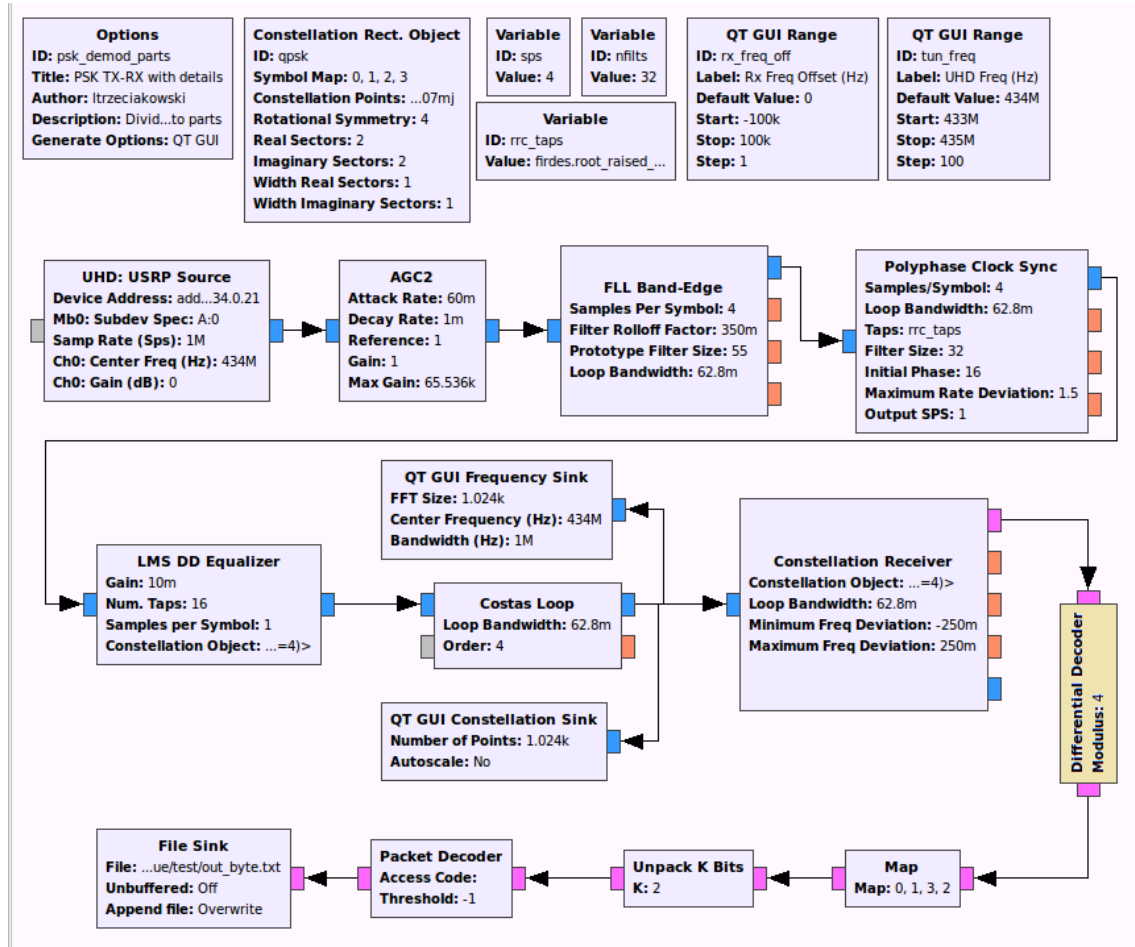 Options
ID: psk_demod_parts
Title: PSK TX-RX with details
Author: ltrzeciakowski
Description: Divid...to parts
Generate Options: QT GUI
Constellation Rect. Object
ID: qpsk
Symbol Map: 0, 1, 2, 3
Constellation Points: ...07mj
Rotational Symmetry: 4
Real Sectors: 2
Imaginary Sectors: 2
Width Real Sectors: 1
Width Imaginary Sectors: 1
Variable
ID: sps
Value: 4
Variable
ID: nfilts
Value: 32
Variable
ID: rrc_taps
Value: firdes.root_raised_...
QT GUI Range
ID: rx_freq_off
Label: Rx Freq Offset (Hz)
Default Value: 0
Start: -100k
Stop: 100k
Step: 1
QT GUI Range
ID: tun_freq
Label: UHD Freq (Hz)
Default Value: 434M
Start: 433M
Stop: 435M
Step: 100
UHD: USRP Source
Device Address: add...34.0.21
Mb0: Subdev Spec: A:0
Samp Rate (Sps): 1M
Ch0: Center Freq (Hz): 434M
Ch0: Gain (dB): 0
AGC2
Attack Rate: 60m
Decay Rate: 1m
Reference: 1
Gain: 1
Max Gain: 65.536k
FLL Band-Edge
Samples Per Symbol: 4
Filter Rolloff Factor: 350m
Prototype Filter Size: 55
Loop Bandwidth: 62.8m
Polyphase Clock Sync
Samples/Symbol: 4
Loop Bandwidth: 62.8m
Taps: rrc_taps
Filter Size: 32
Initial Phase: 16
Maximum Rate Deviation: 1.5
Output SPS: 1
LMS DD Equalizer
Gain: 10m
Num. Taps: 16
Samples per Symbol: 1
Constellation Object: ...=4)>
QT GUI Frequency Sink
FFT Size: 1.024k
Center Frequency (Hz): 434M
Bandwidth (Hz): 1M
Costas Loop
Loop Bandwidth: 62.8m
Order: 4
QT GUI Constellation Sink
Number of Points: 1.024k
Autoscale: No
Constellation Receiver
Constellation Object: ...=4)>
Loop Bandwidth: 62.8m
Minimum Freq Deviation: -250m
Maximum Freq Deviation: 250m
Differential Decoder
Modulus: 4
File Sink
File: ...ue/test/out_byte.txt
Unbuffered: Off
Append file: Overwrite
Packet Decoder
Access Code:
Threshold: -1
Unpack K Bits
K: 2
Map
Map: 0, 1, 3, 2